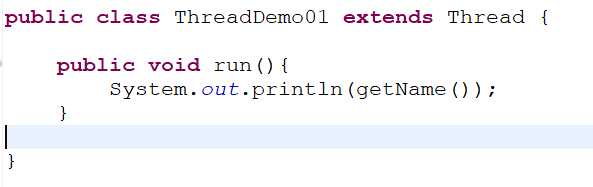 public class ThreadDemo01 extends Thread {
public void run(){
System.out.println(getName());
}
}